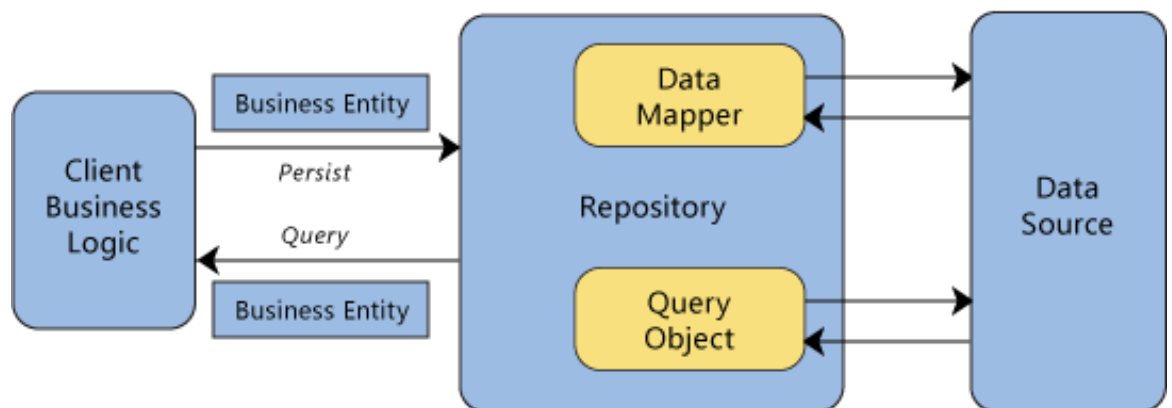 Client
Business
Logic
Business Entity
Persist
Query
Business Entity
Repository
Data
Mapper
Query
Object
Data
Source